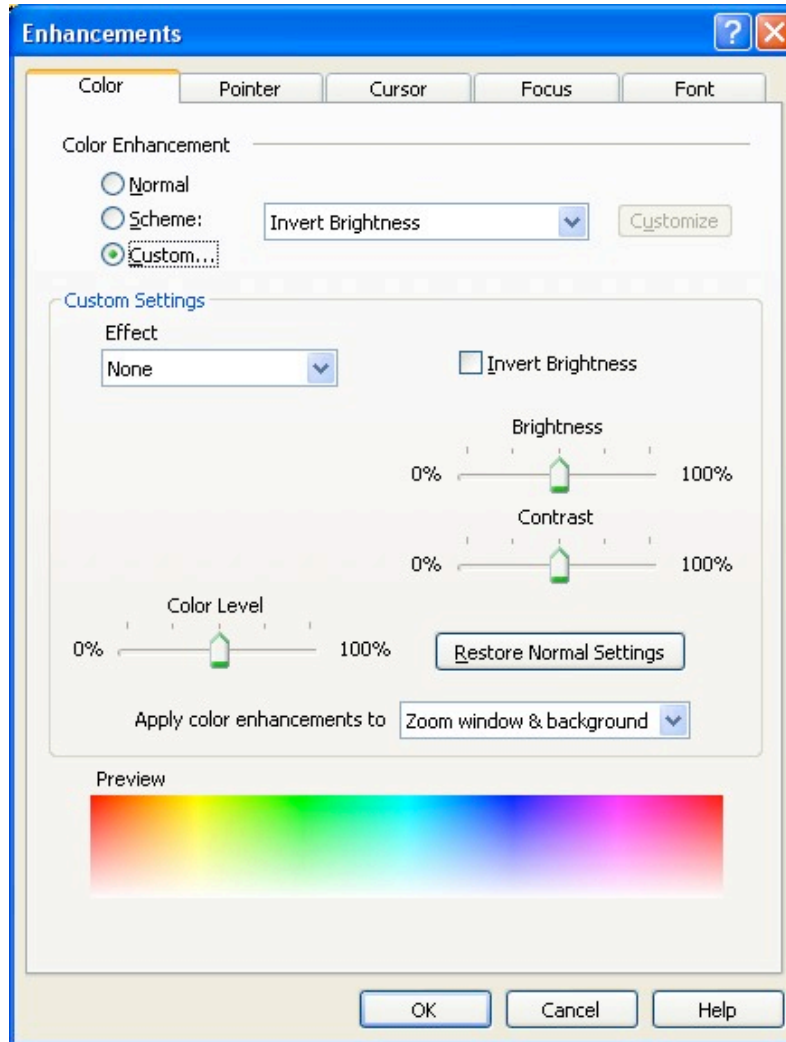 Enhancements
Color Pointer Cursor Focus Font
Color Enhancement
Normal
Scheme: Invert Brightness Customize
Custom...
Custom Settings
Effect
None Invert Brightness
Brightness
0% 100%
Contrast
0% 100%
Color Level
0% 100% Restore Normal Settings
Apply color enhancements to Zoom window & background
Preview
OK Cancel Help